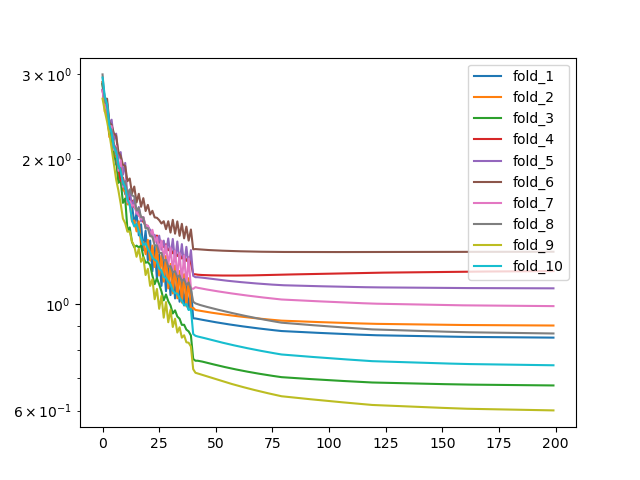 3 × 10⁰
2 × 10⁰
10⁰
6 × 10⁻¹
0
25
50
75
100
125
150
175
200
fold_1
fold_2
fold_3
fold_4
fold_5
fold_6
fold_7
fold_8
fold_9
fold_10